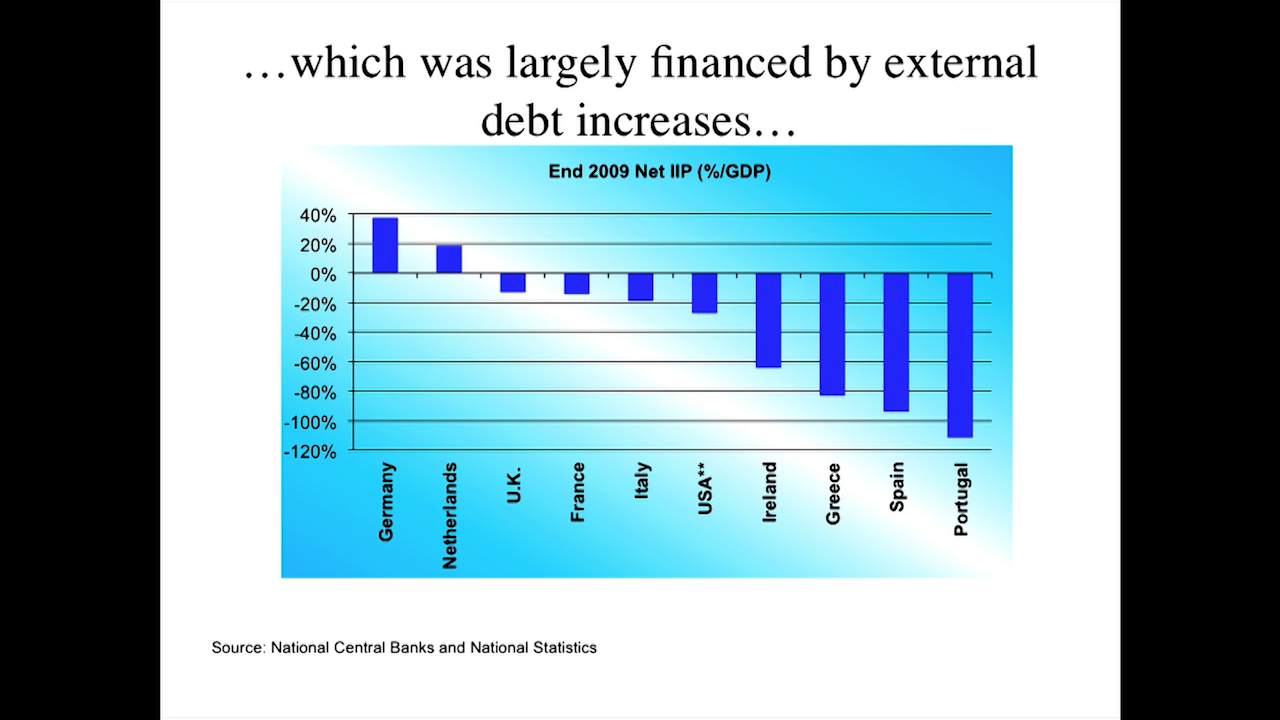 …which was largely financed by external
debt increases…
End 2009 Net IIP (%/GDP)
40%
20%
0%
-20%
-40%
-60%
-80%
-100%
-120%
Germany
Netherlands
U.K.
France
Italy
USA**
Ireland
Greece
Spain
Portugal
Source: National Central Banks and National Statistics